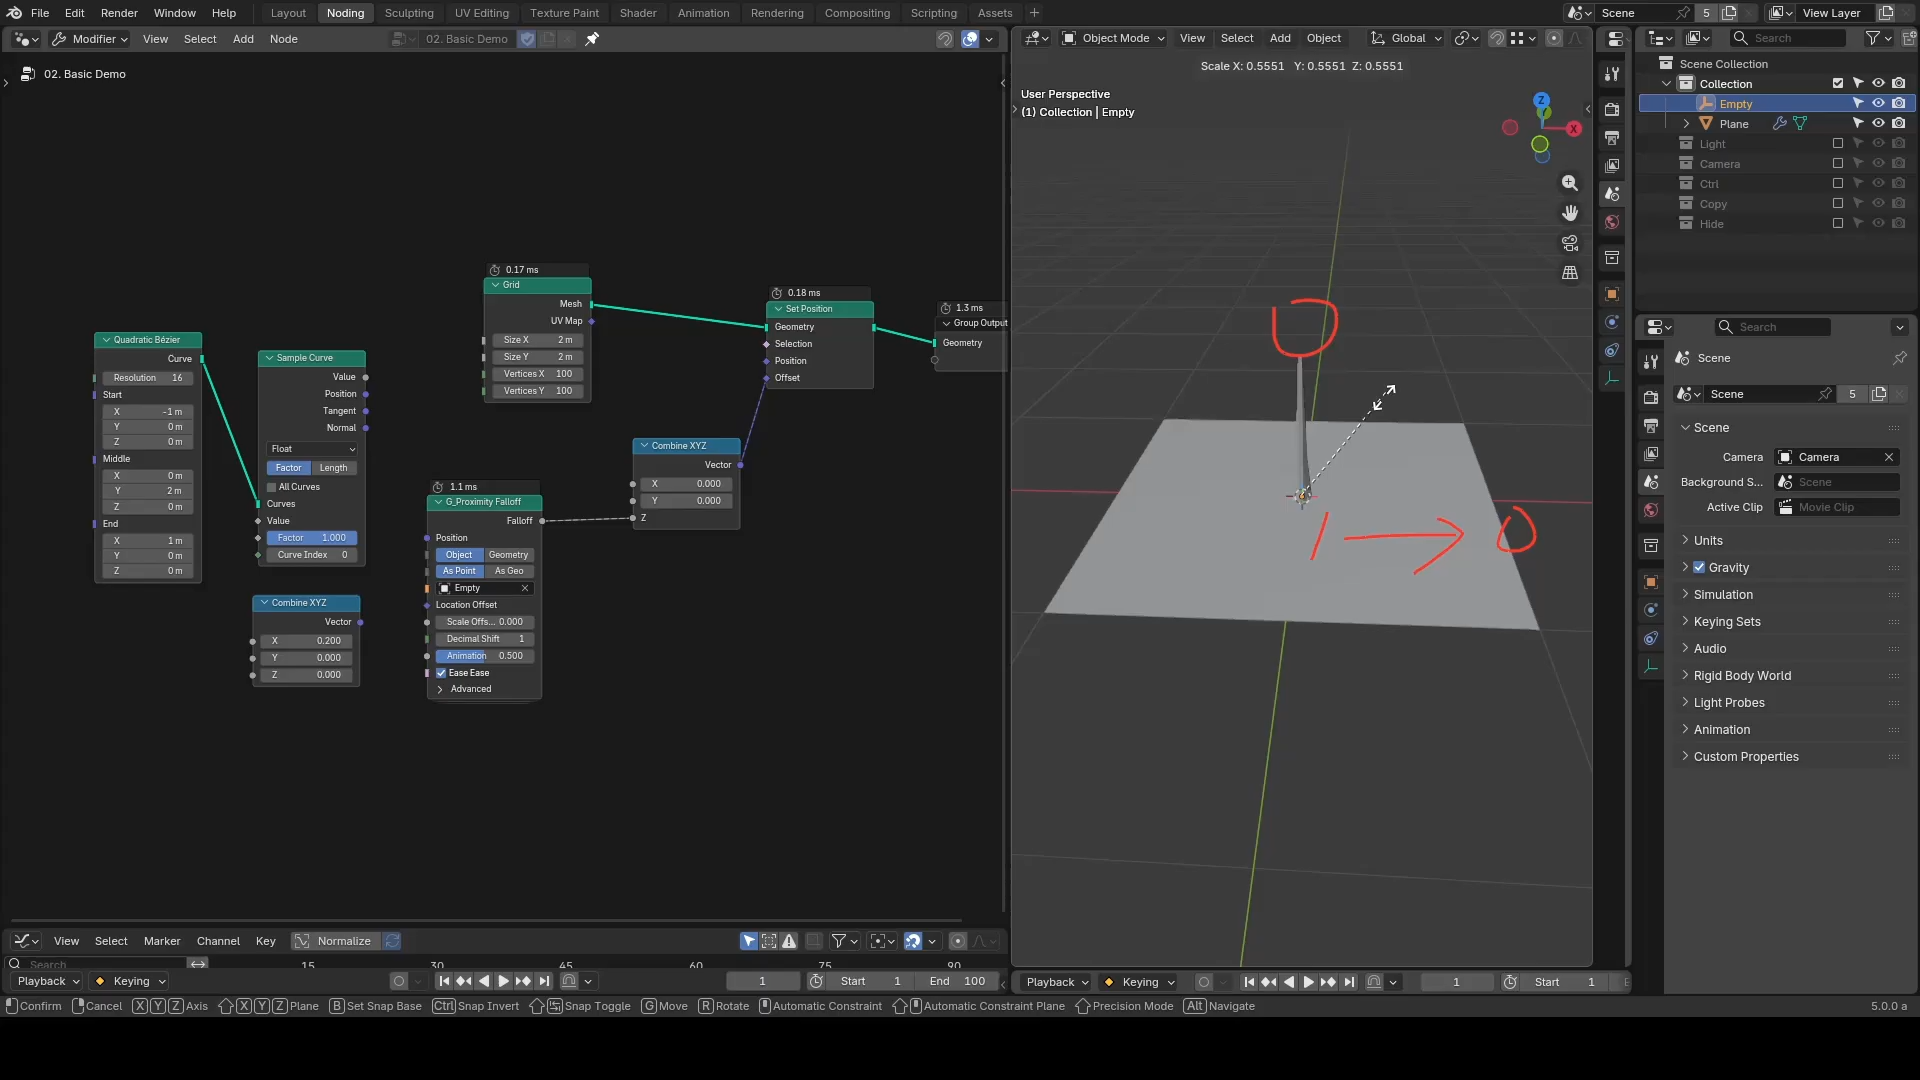 File Edit Render Window Help Layout Noding Sculpting UV Editing Texture Paint Shader Animation Rendering Compositing Scripting Assets Scene 5 View Layer
Modifier View Select Add Node 02. Basic Demo
Object Mode View Select Add Object Global
Search
02. Basic Demo
Scale X: 0.5551 Y: 0.5551 Z: 0.5551
User Perspective
(1) Collection | Empty
Z
X
Scene Collection
Collection
Empty
Plane
Light
Camera
Ctrl
Copy
Hide
0.17 ms
Grid
Mesh
UV Map
Size X 2 m
Size Y 2 m
Vertices X 100
Vertices Y 100
0.18 ms
Set Position
Geometry
Selection
Position
Offset
1.3 ms
Group Output
Geometry
Quadratic Bézier
Curve
Resolution 16
Start
X -1 m
Y 0 m
Z 0 m
Middle
X 0 m
Y 2 m
Z 0 m
End
X 1 m
Y 0 m
Z 0 m
Sample Curve
Value
Position
Tangent
Normal
Float
Factor Length
All Curves
Curves
Value
Factor 1.000
Curve Index 0
Combine XYZ
Vector
X 0.200
Y 0.000
Z 0.000
1.1 ms
G_Proximity Falloff
Falloff
Position
Object Geometry
As Point As Geo
Empty
Location Offset
Scale Offs... 0.000
Decimal Shift 1
Animation 0.500
Ease Ease
Advanced
Combine XYZ
Vector
X 0.000
Y 0.000
Z
1 → 0
Search
Scene
Scene 5
Scene
Camera Camera
Background S... Scene
Active Clip Movie Clip
Units
Gravity
Simulation
Keying Sets
Audio
Rigid Body World
Light Probes
Animation
Custom Properties
View Select Marker Channel Key Normalize
Search 15 30 45 60 75 90
Playback Keying 1 Start 1 End 100
Playback Keying 1 Start 1
Confirm Cancel X Y Z Axis X Y Z Plane B Set Snap Base Ctrl Snap Invert Snap Toggle G Move R Rotate Automatic Constraint Automatic Constraint Plane Precision Mode Alt Navigate 5.0.0 a